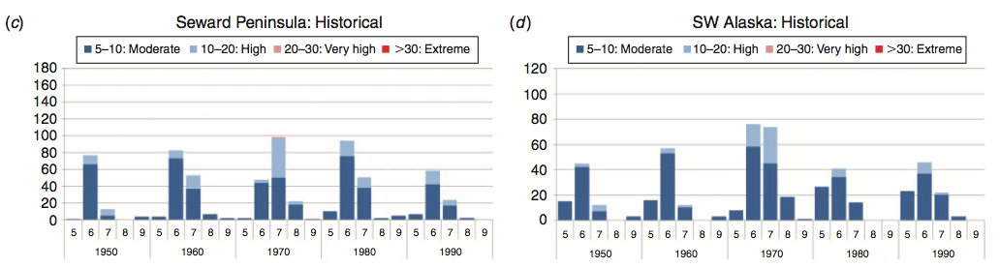 (c) Seward Peninsula: Historical
5–10: Moderate 10–20: High 20–30: Very high >30: Extreme
180
160
140
120
100
80
60
40
20
0
5 6 7 8 9 5 6 7 8 9 5 6 7 8 9 5 6 7 8 9 5 6 7 8 9
1950 1960 1970 1980 1990
(d) SW Alaska: Historical
5–10: Moderate 10–20: High 20–30: Very high >30: Extreme
120
100
80
60
40
20
0
5 6 7 8 9 5 6 7 8 9 5 6 7 8 9 5 6 7 8 9 5 6 7 8 9
1950 1960 1970 1980 1990